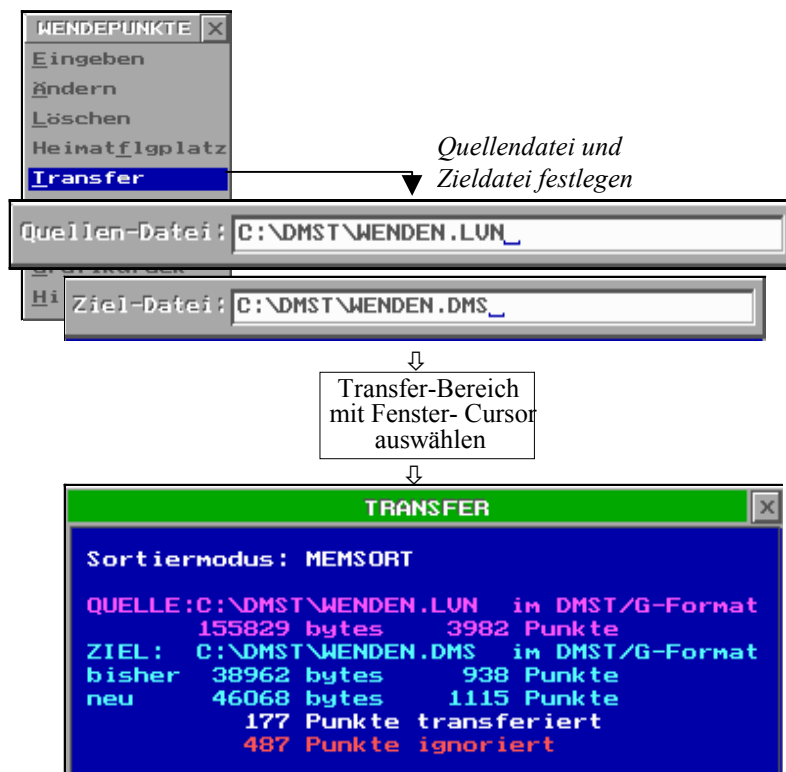 WENDEPUNKTE
Eingeben
Ändern
Löschen
Heimatflgplatz
Transfer
Quellendatei und
Zieldatei festlegen
Quellen-Datei: C:\DMST\WENDEN.LVN_
Hi
Ziel-Datei: C:\DMST\WENDEN.DMS_
Transfer-Bereich
mit Fenster- Cursor
auswählen
TRANSFER
Sortiermodus: MEMSORT
QUELLE:C:\DMST\WENDEN.LVN im DMST/G-Format
155829 bytes 3982 Punkte
ZIEL: C:\DMST\WENDEN.DMS im DMST/G-Format
bisher 38962 bytes 938 Punkte
neu 46068 bytes 1115 Punkte
177 Punkte transferiert
487 Punkte ignoriert